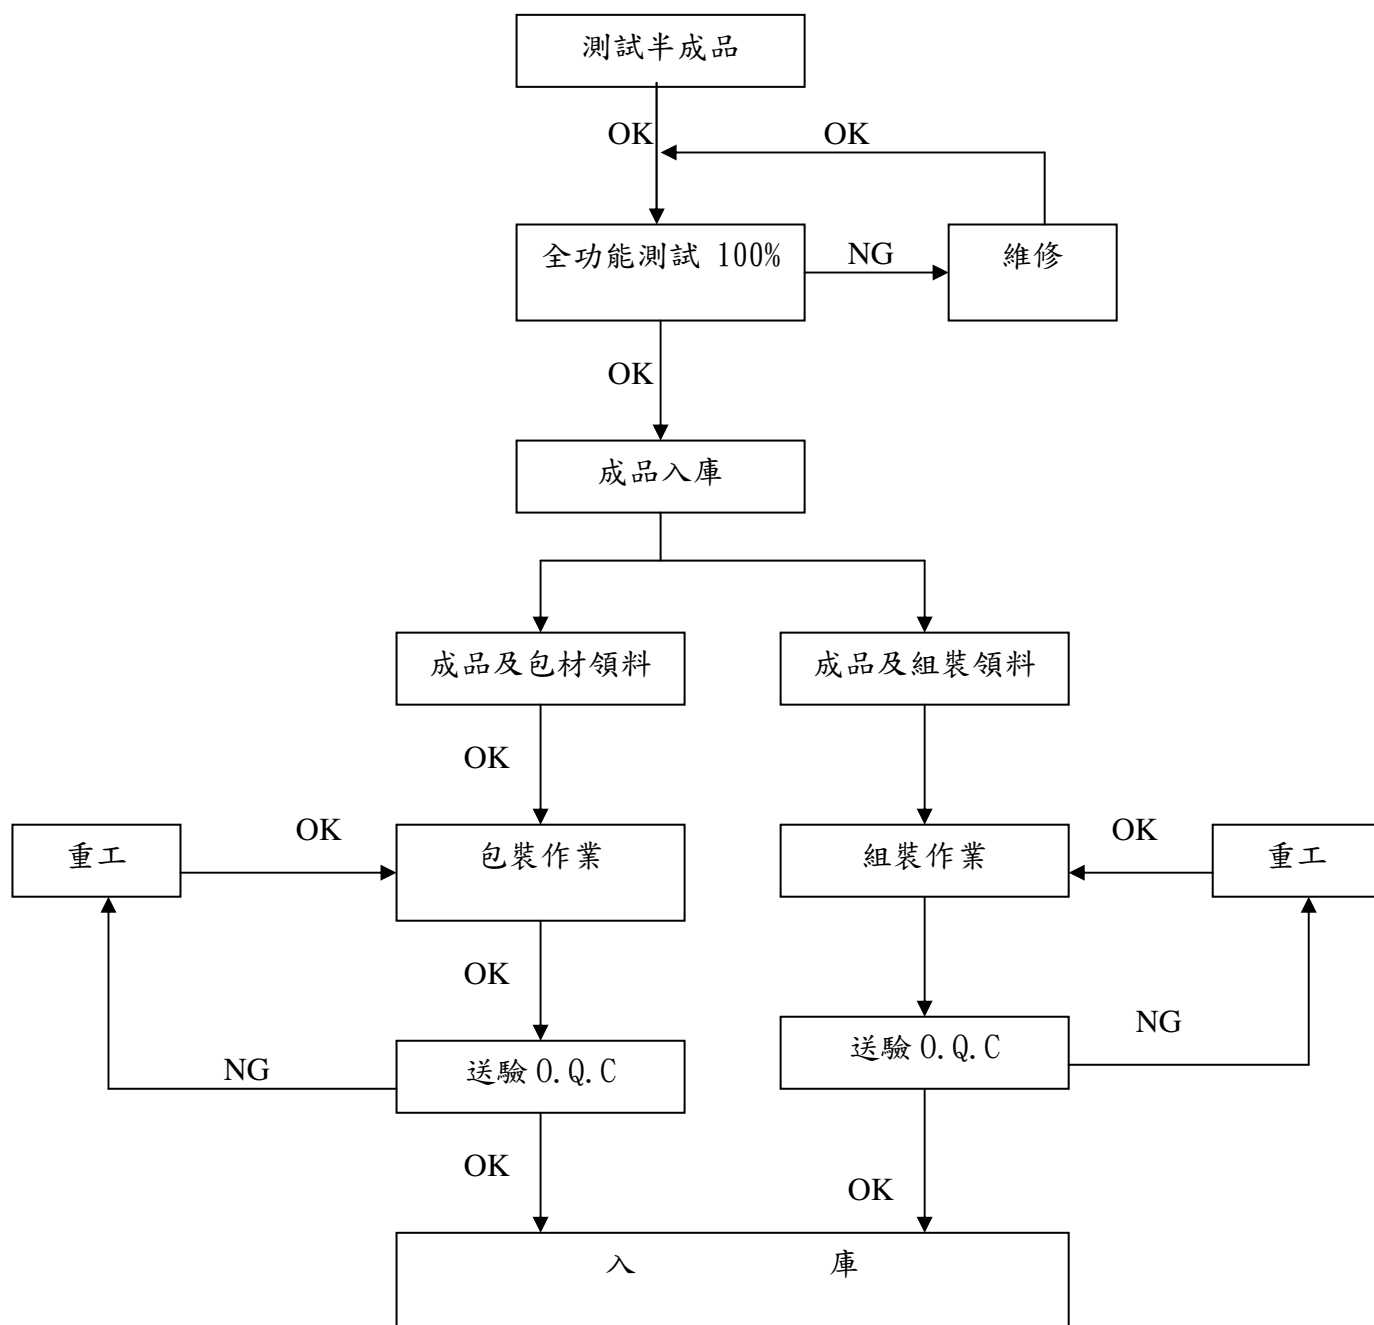 測試半成品
OK
OK
全功能測試 100%
NG
維修
OK
成品入庫
成品及包材領料
成品及組裝領料
OK
重工
OK
包裝作業
組裝作業
OK
重工
OK
NG
送驗 O.Q.C
送驗 O.Q.C
NG
OK
OK
入 庫